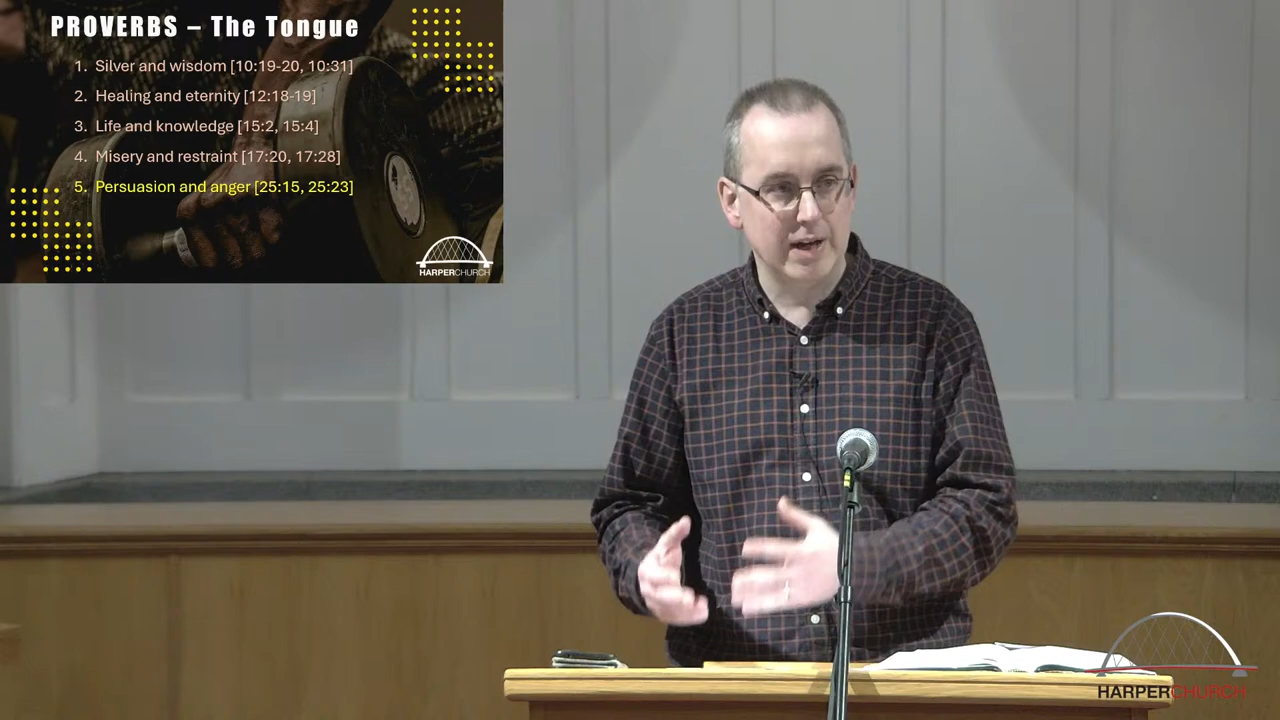 PROVERBS – The Tongue
1. Silver and wisdom [10:19-20, 10:31]
2. Healing and eternity [12:18-19]
3. Life and knowledge [15:2, 15:4]
4. Misery and restraint [17:20, 17:28]
5. Persuasion and anger [25:15, 25:23]
HARPERCHURCH
HARPERCHURCH